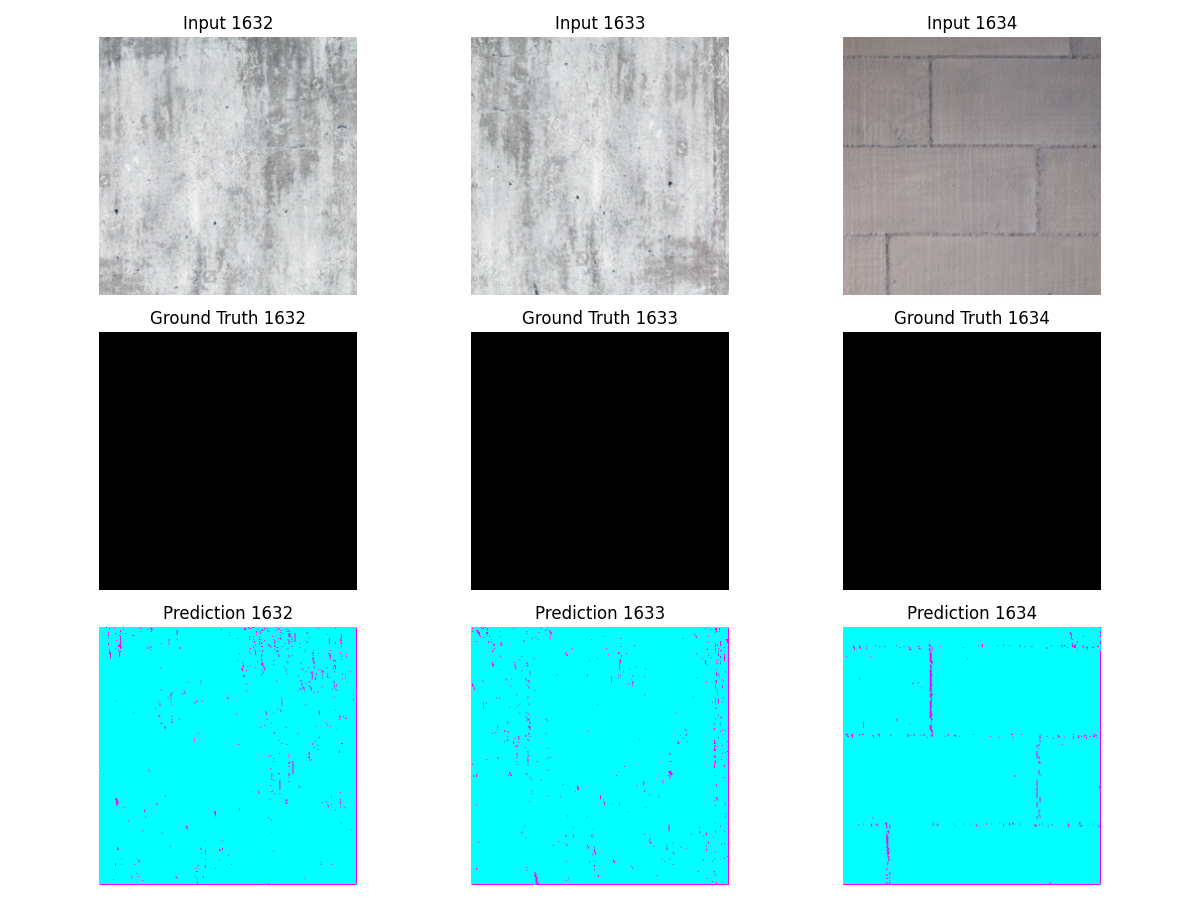 Input 1632
Input 1633
Input 1634
Ground Truth 1632
Ground Truth 1633
Ground Truth 1634
Prediction 1632
Prediction 1633
Prediction 1634